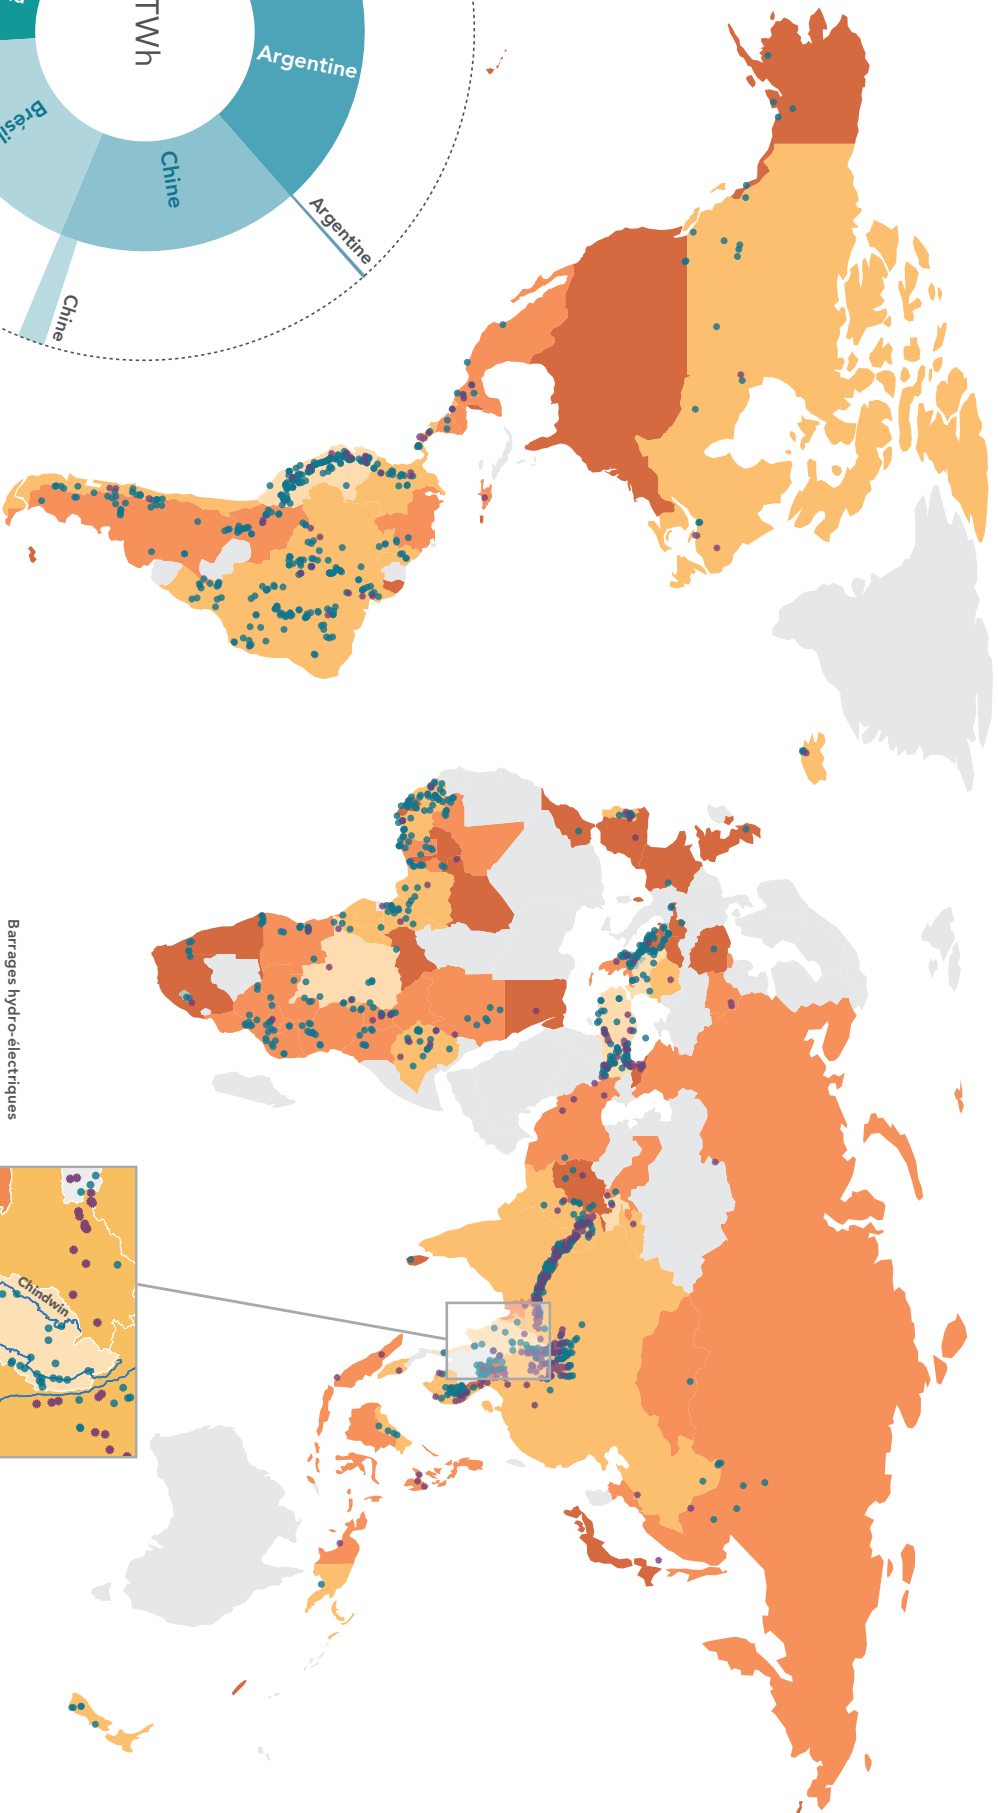 TWh
Argentine
Brésil
Chine
Argentine
Chine
Barrages hydro-électriques
Chindwin